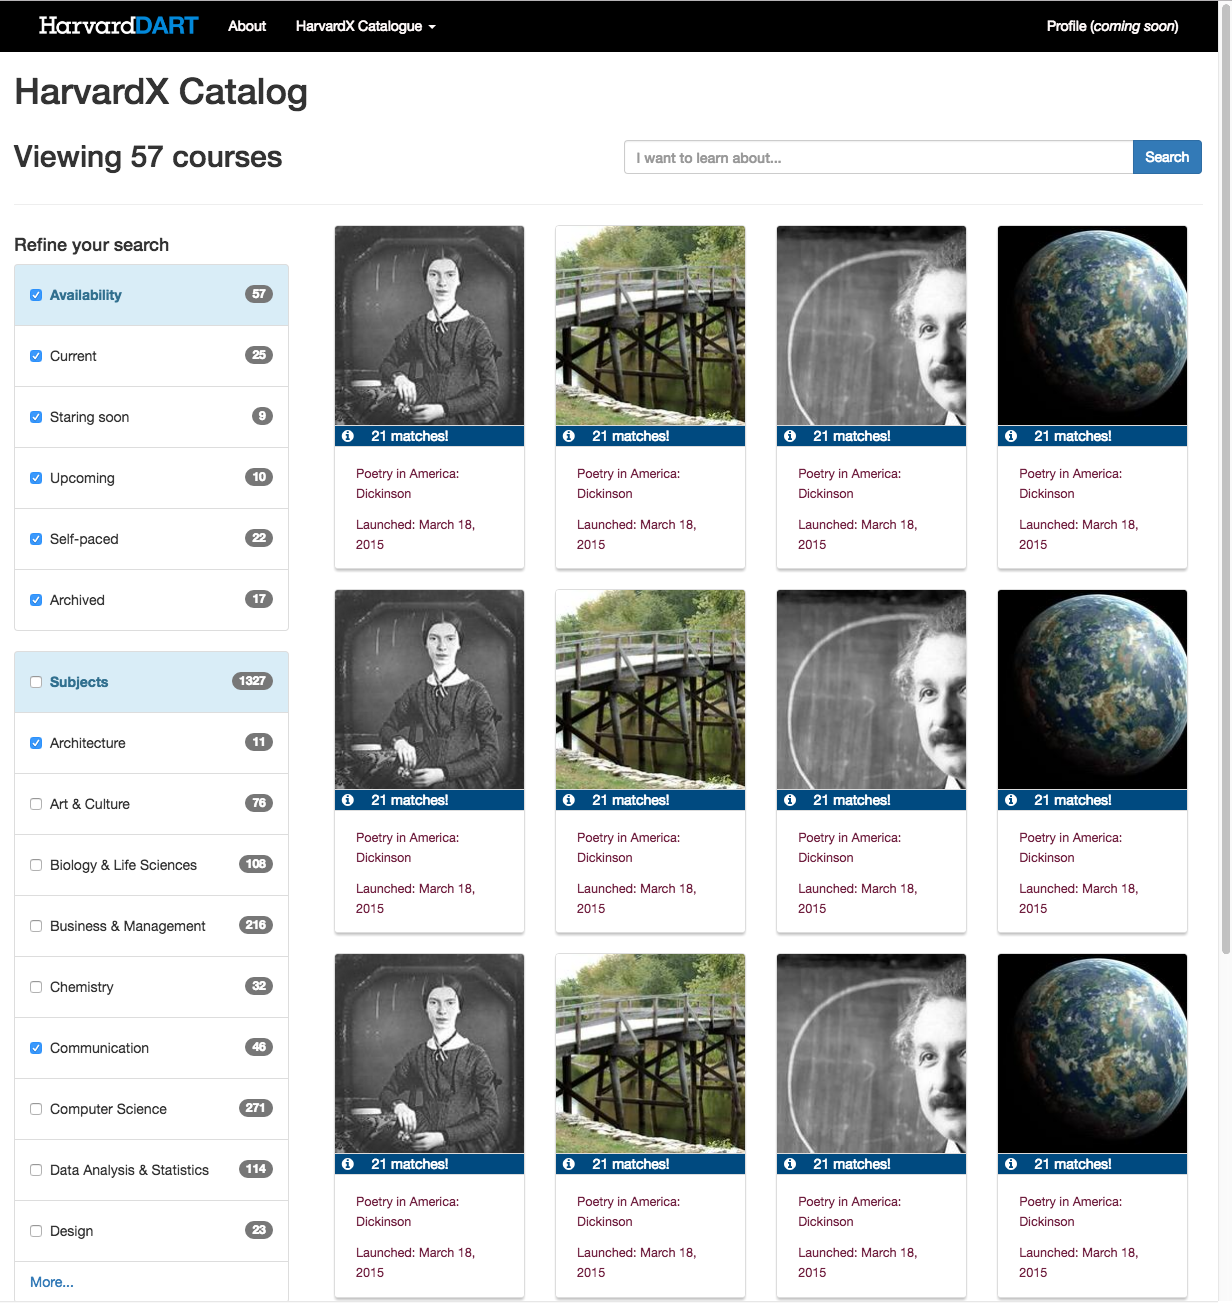 HarvardDART About HarvardX Catalogue Profile (coming soon)
HarvardX Catalog
Viewing 57 courses
I want to learn about... Search
Refine your search
Availability 57
Current 25
Staring soon 9
Upcoming 10
Self-paced 22
Archived 17
Subjects 1327
Architecture 11
Art & Culture 76
Biology & Life Sciences 108
Business & Management 216
Chemistry 32
Communication 46
Computer Science 271
Data Analysis & Statistics 114
Design 23
More...
21 matches!
Poetry in America:
Dickinson
Launched: March 18,
2015
21 matches!
Poetry in America:
Dickinson
Launched: March 18,
2015
21 matches!
Poetry in America:
Dickinson
Launched: March 18,
2015
21 matches!
Poetry in America:
Dickinson
Launched: March 18,
2015
21 matches!
Poetry in America:
Dickinson
Launched: March 18,
2015
21 matches!
Poetry in America:
Dickinson
Launched: March 18,
2015
21 matches!
Poetry in America:
Dickinson
Launched: March 18,
2015
21 matches!
Poetry in America:
Dickinson
Launched: March 18,
2015
21 matches!
Poetry in America:
Dickinson
Launched: March 18,
2015
21 matches!
Poetry in America:
Dickinson
Launched: March 18,
2015
21 matches!
Poetry in America:
Dickinson
Launched: March 18,
2015
21 matches!
Poetry in America:
Dickinson
Launched: March 18,
2015